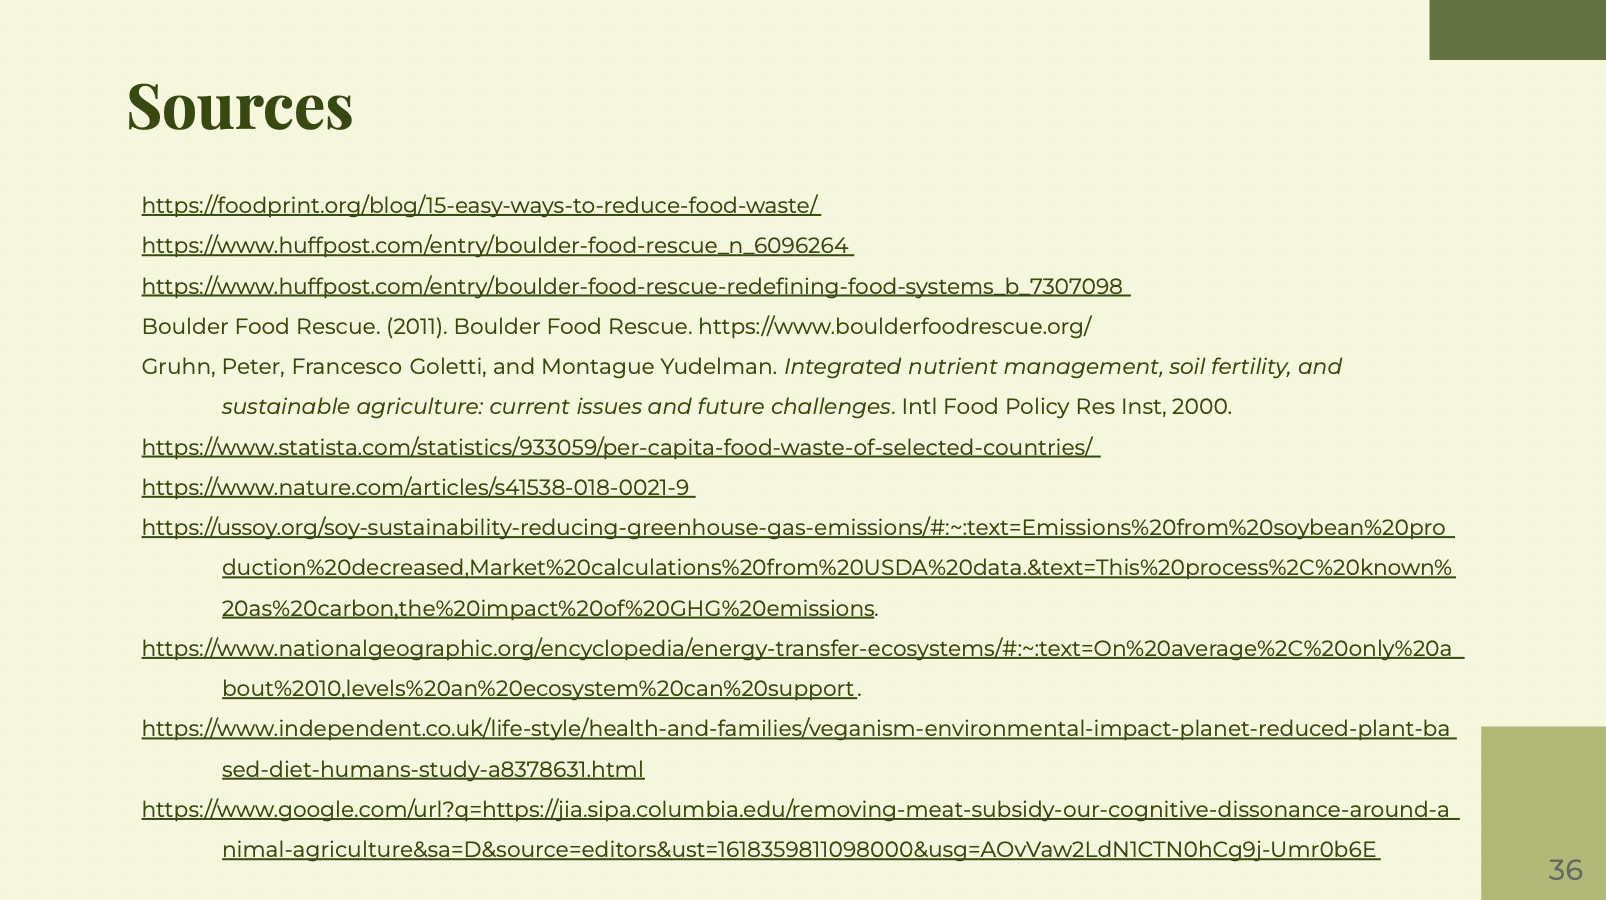 Sources
https://foodprint.org/blog/15-easy-ways-to-reduce-food-waste/
https://www.huffpost.com/entry/boulder-food-rescue_n_6096264
https://www.huffpost.com/entry/boulder-food-rescue-redefining-food-systems_b_7307098
Boulder Food Rescue. (2011). Boulder Food Rescue. https://www.boulderfoodrescue.org/
Gruhn, Peter, Francesco Goletti, and Montague Yudelman. Integrated nutrient management, soil fertility, and
sustainable agriculture: current issues and future challenges. Intl Food Policy Res Inst, 2000.
https://www.statista.com/statistics/933059/per-capita-food-waste-of-selected-countries/
https://www.nature.com/articles/s41538-018-0021-9
https://ussoy.org/soy-sustainability-reducing-greenhouse-gas-emissions/#:~:text=Emissions%20from%20soybean%20pro
duction%20decreased,Market%20calculations%20from%20USDA%20data.&text=This%20process%2C%20known%
20as%20carbon,the%20impact%20of%20GHG%20emissions.
https://www.nationalgeographic.org/encyclopedia/energy-transfer-ecosystems/#:~:text=On%20average%2C%20only%20a
bout%2010,levels%20an%20ecosystem%20can%20support.
https://www.independent.co.uk/life-style/health-and-families/veganism-environmental-impact-planet-reduced-plant-ba
sed-diet-humans-study-a8378631.html
https://www.google.com/url?q=https://jia.sipa.columbia.edu/removing-meat-subsidy-our-cognitive-dissonance-around-a
nimal-agriculture&sa=D&source=editors&ust=1618359811098000&usg=AOvVaw2LdN1CTN0hCg9j-Umr0b6E
36